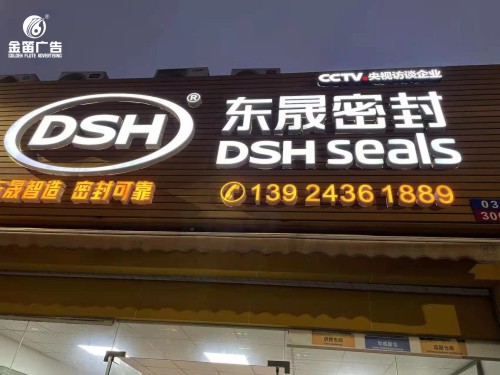 金笛广告
GOLDEN FLUTE ADVERTISING
CCTV.央视访谈企业
DSH®
东晟密封
DSH seals
东晟智造 密封可靠
139 2436 1889